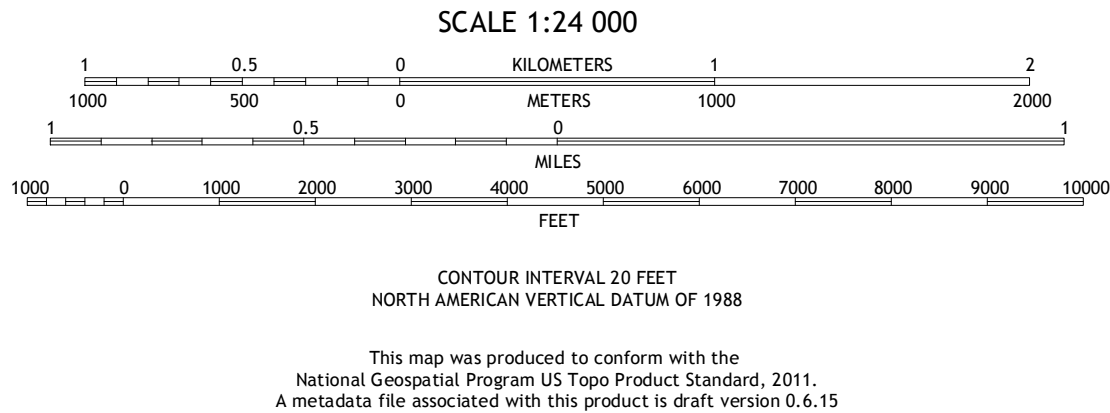 SCALE 1:24 000
1 0.5 0 KILOMETERS 1 2
1000 500 0 METERS 1000 2000
1 0.5 0 1
MILES
1000 0 1000 2000 3000 4000 5000 6000 7000 8000 9000 10000
FEET
CONTOUR INTERVAL 20 FEET
NORTH AMERICAN VERTICAL DATUM OF 1988
This map was produced to conform with the
National Geospatial Program US Topo Product Standard, 2011.
A metadata file associated with this product is draft version 0.6.15